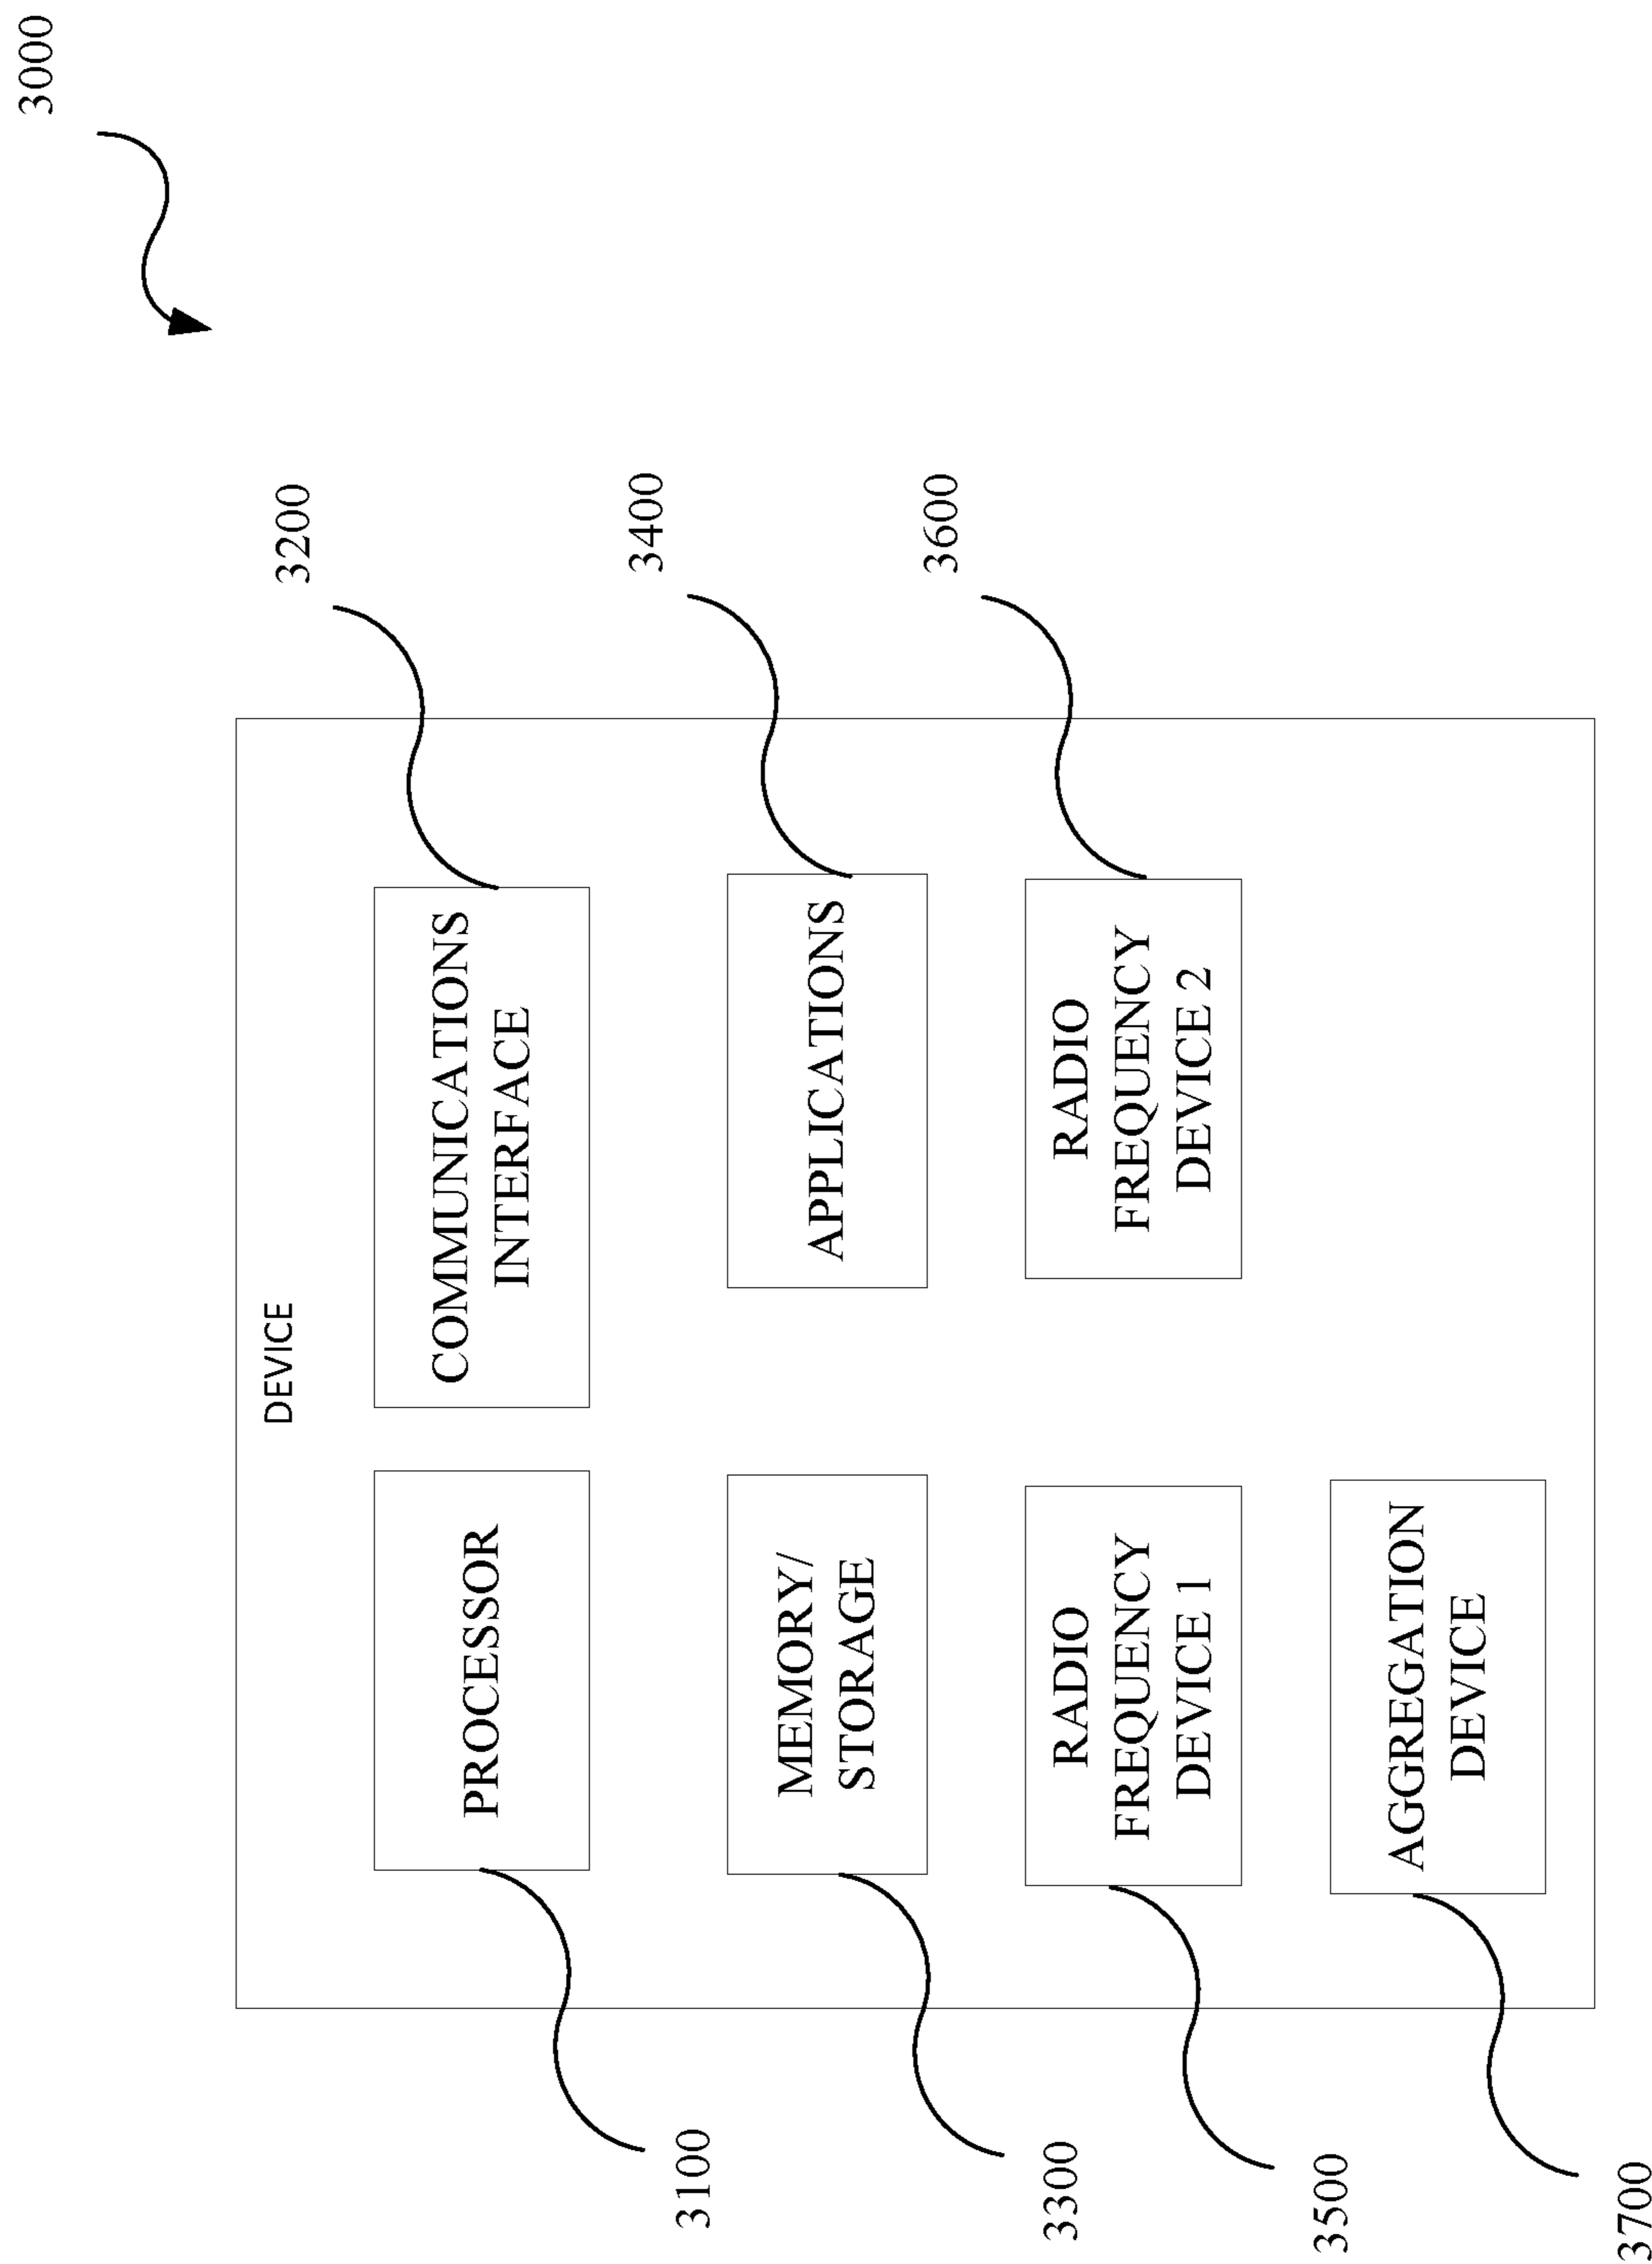 3000
DEVICE
3100
PROCESSOR
COMMUNICATIONS
INTERFACE
3200
3300
MEMORY/
STORAGE
APPLICATIONS
3400
3500
RADIO
FREQUENCY
DEVICE 1
RADIO
FREQUENCY
DEVICE 2
3600
3700
AGGREGATION
DEVICE